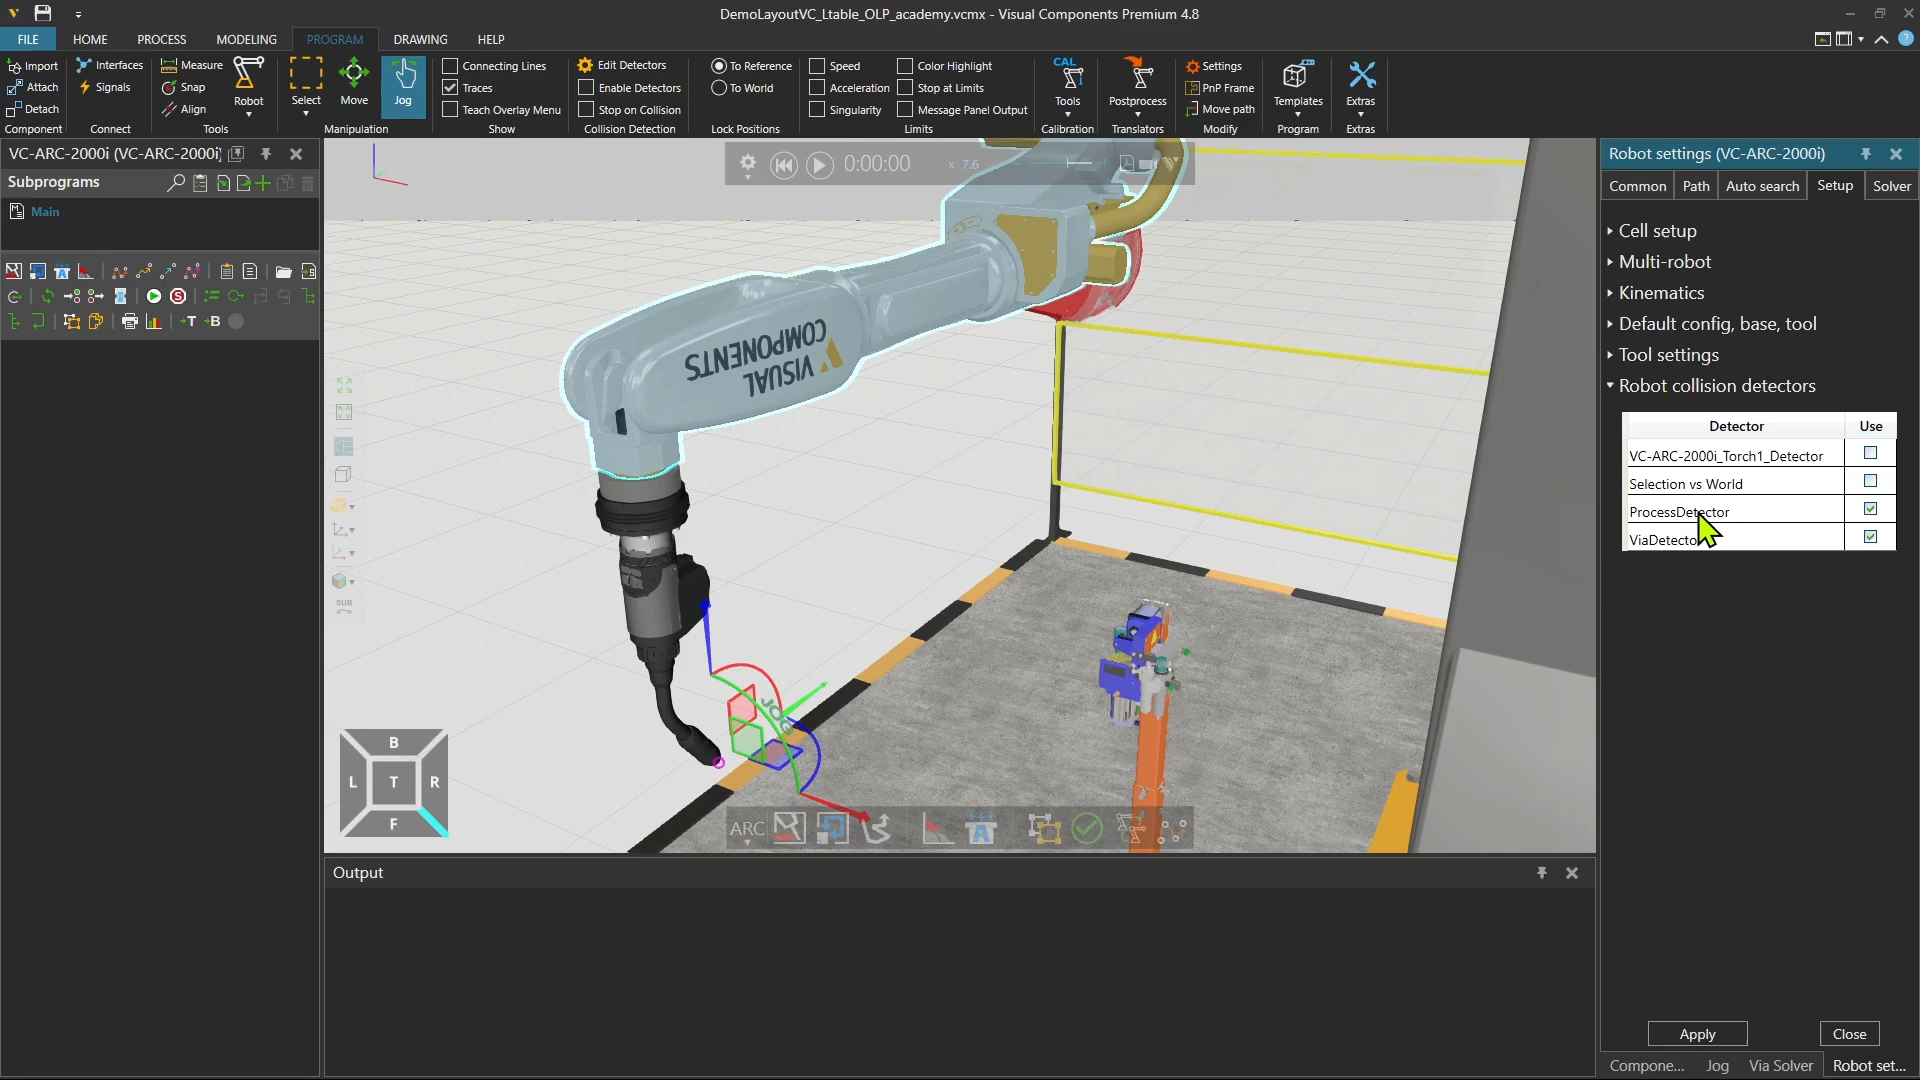 DemoLayoutVC_Ltable_OLP_academy.vcmx - Visual Components Premium 4.8
FILE HOME PROCESS MODELING PROGRAM DRAWING HELP
Import Interfaces Measure Connecting Lines Edit Detectors To Reference Speed Color Highlight CAL Settings
Attach Signals Snap Traces Enable Detectors To World Acceleration Stop at Limits PnP Frame
Robot Select Move Jog Tools Postprocess Templates Extras
Detach Align Teach Overlay Menu Stop on Collision Singularity Message Panel Output Move path
Component Connect Tools Manipulation Show Collision Detection Lock Positions Limits Calibration Translators Modify Program Extras
VC-ARC-2000i (VC-ARC-2000i)
Subprograms
Main
T B
0:00:00 x 7.6
VISUAL
COMPONENTS
JOG
SUB
B
L T R
F
ARC
Output
Robot settings (VC-ARC-2000i)
Common Path Auto search Setup Solver
Cell setup
Multi-robot
Kinematics
Default config, base, tool
Tool settings
Robot collision detectors
Detector Use
VC-ARC-2000i_Torch1_Detector
Selection vs World
ProcessDetector
ViaDetecto
Apply Close
Compone... Jog Via Solver Robot set...